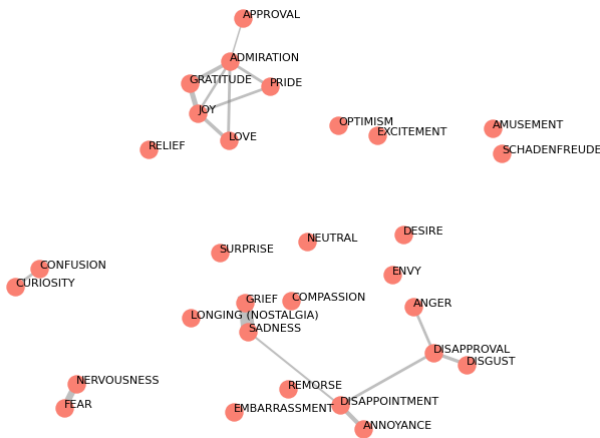 APPROVAL
ADMIRATION
GRATITUDE
PRIDE
JOY
OPTIMISM
EXCITEMENT
AMUSEMENT
LOVE
RELIEF
SCHADENFREUDE
DESIRE
NEUTRAL
SURPRISE
CONFUSION
ENVY
CURIOSITY
GRIEF
COMPASSION
ANGER
LONGING (NOSTALGIA)
SADNESS
DISAPPROVAL
DISGUST
NERVOUSNESS
REMORSE
DISAPPOINTMENT
FEAR
EMBARRASSMENT
ANNOYANCE